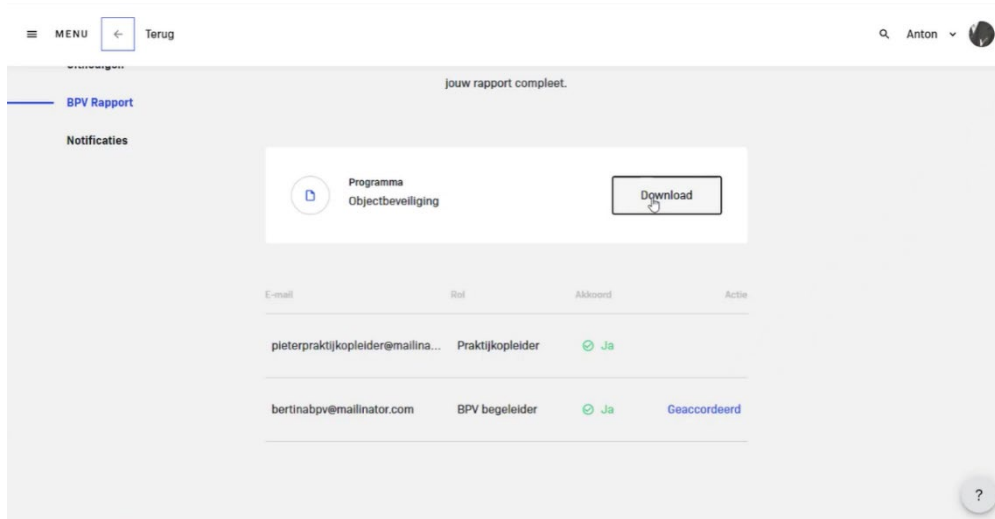 MENU
Terug
Anton
jouw rapport compleet.
BPV Rapport
Notificaties
Programma
Objectbeveiliging
Download
E-mail Rol Akkoord Actie
pieterpraktijkopleider@mailina... Praktijkopleider Ja
bertinabpv@mailinator.com BPV begeleider Ja Geaccordeerd
?